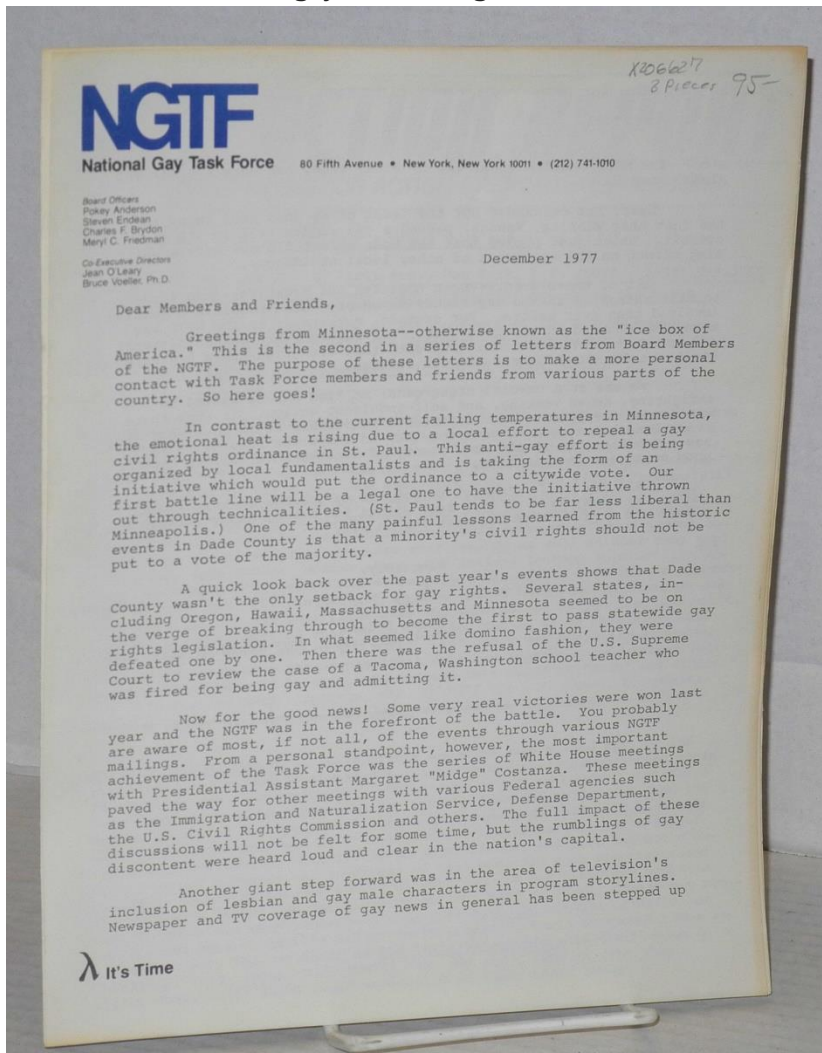 X206627
8 Pieces 95-
NGTF
National Gay Task Force 80 Fifth Avenue • New York, New York 10011 • (212) 741-1010
Board Officers
Pokey Anderson
Steven Endean
Charles F. Brydon
Meryl C. Friedman
Co-Executive Directors
Jean O'Leary
Bruce Voeller, Ph.D.
December 1977
Dear Members and Friends,
Greetings from Minnesota--otherwise known as the "ice box of
America." This is the second in a series of letters from Board Members
of the NGTF. The purpose of these letters is to make a more personal
contact with Task Force members and friends from various parts of the
country. So here goes!
In contrast to the current falling temperatures in Minnesota,
the emotional heat is rising due to a local effort to repeal a gay
civil rights ordinance in St. Paul. This anti-gay effort is being
organized by local fundamentalists and is taking the form of an
initiative which would put the ordinance to a citywide vote. Our
first battle line will be a legal one to have the initiative thrown
out through technicalities. (St. Paul tends to be far less liberal than
Minneapolis.) One of the many painful lessons learned from the historic
events in Dade County is that a minority's civil rights should not be
put to a vote of the majority.
A quick look back over the past year's events shows that Dade
County wasn't the only setback for gay rights. Several states, in-
cluding Oregon, Hawaii, Massachusetts and Minnesota seemed to be on
the verge of breaking through to become the first to pass statewide gay
rights legislation. In what seemed like domino fashion, they were
defeated one by one. Then there was the refusal of the U.S. Supreme
Court to review the case of a Tacoma, Washington school teacher who
was fired for being gay and admitting it.
Now for the good news! Some very real victories were won last
year and the NGTF was in the forefront of the battle. You probably
are aware of most, if not all, of the events through various NGTF
mailings. From a personal standpoint, however, the most important
achievement of the Task Force was the series of White House meetings
with Presidential Assistant Margaret "Midge" Costanza. These meetings
paved the way for other meetings with various Federal agencies such
as the Immigration and Naturalization Service, Defense Department,
the U.S. Civil Rights Commission and others. The full impact of these
discussions will not be felt for some time, but the rumblings of gay
discontent were heard loud and clear in the nation's capital.
Another giant step forward was in the area of television's
inclusion of lesbian and gay male characters in program storylines.
Newspaper and TV coverage of gay news in general has been stepped up
λ It's Time